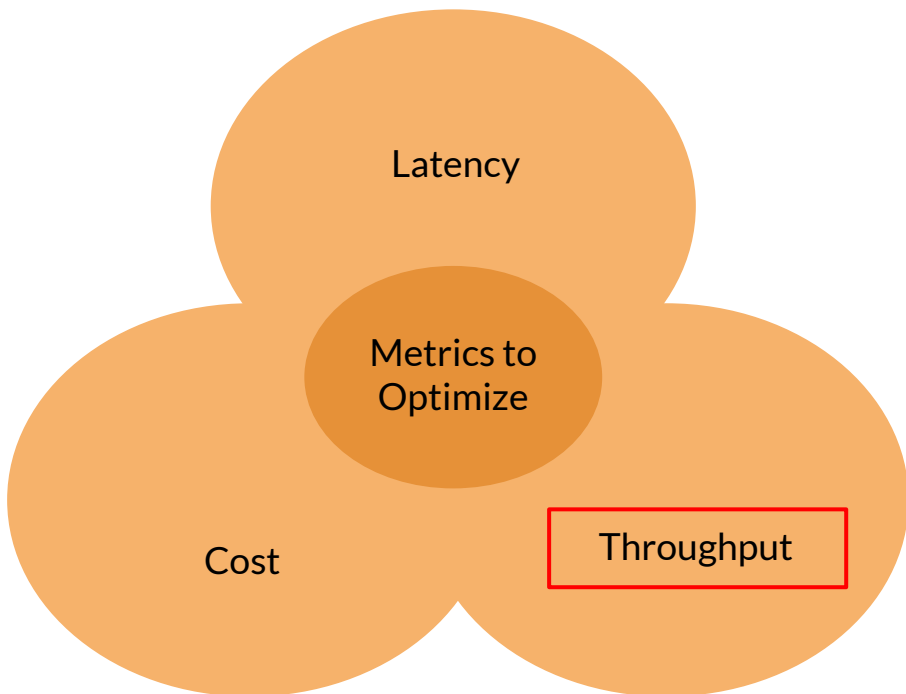 Latency
Metrics to
Optimize
Cost
Throughput